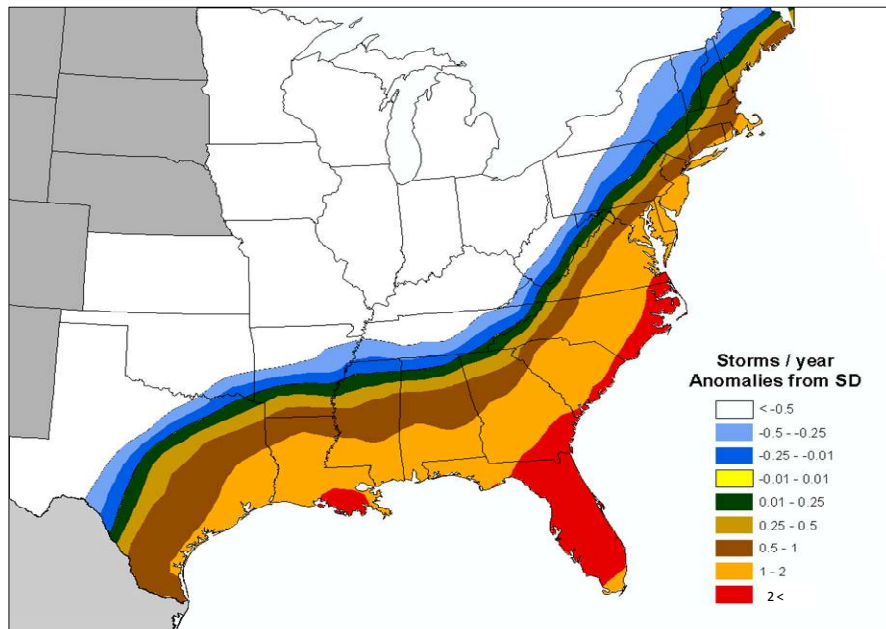 Storms / year
Anomalies from SD
< -0.5
-0.5 - -0.25
-0.25 - -0.01
-0.01 - 0.01
0.01 - 0.25
0.25 - 0.5
0.5 - 1
1 - 2
2 <